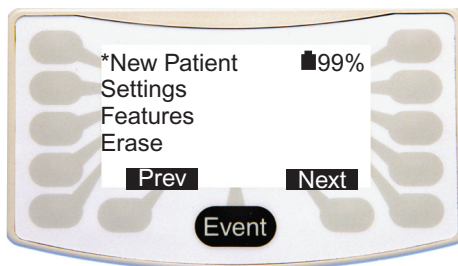 *New Patient 99%
Settings
Features
Erase
Prev Next
Event